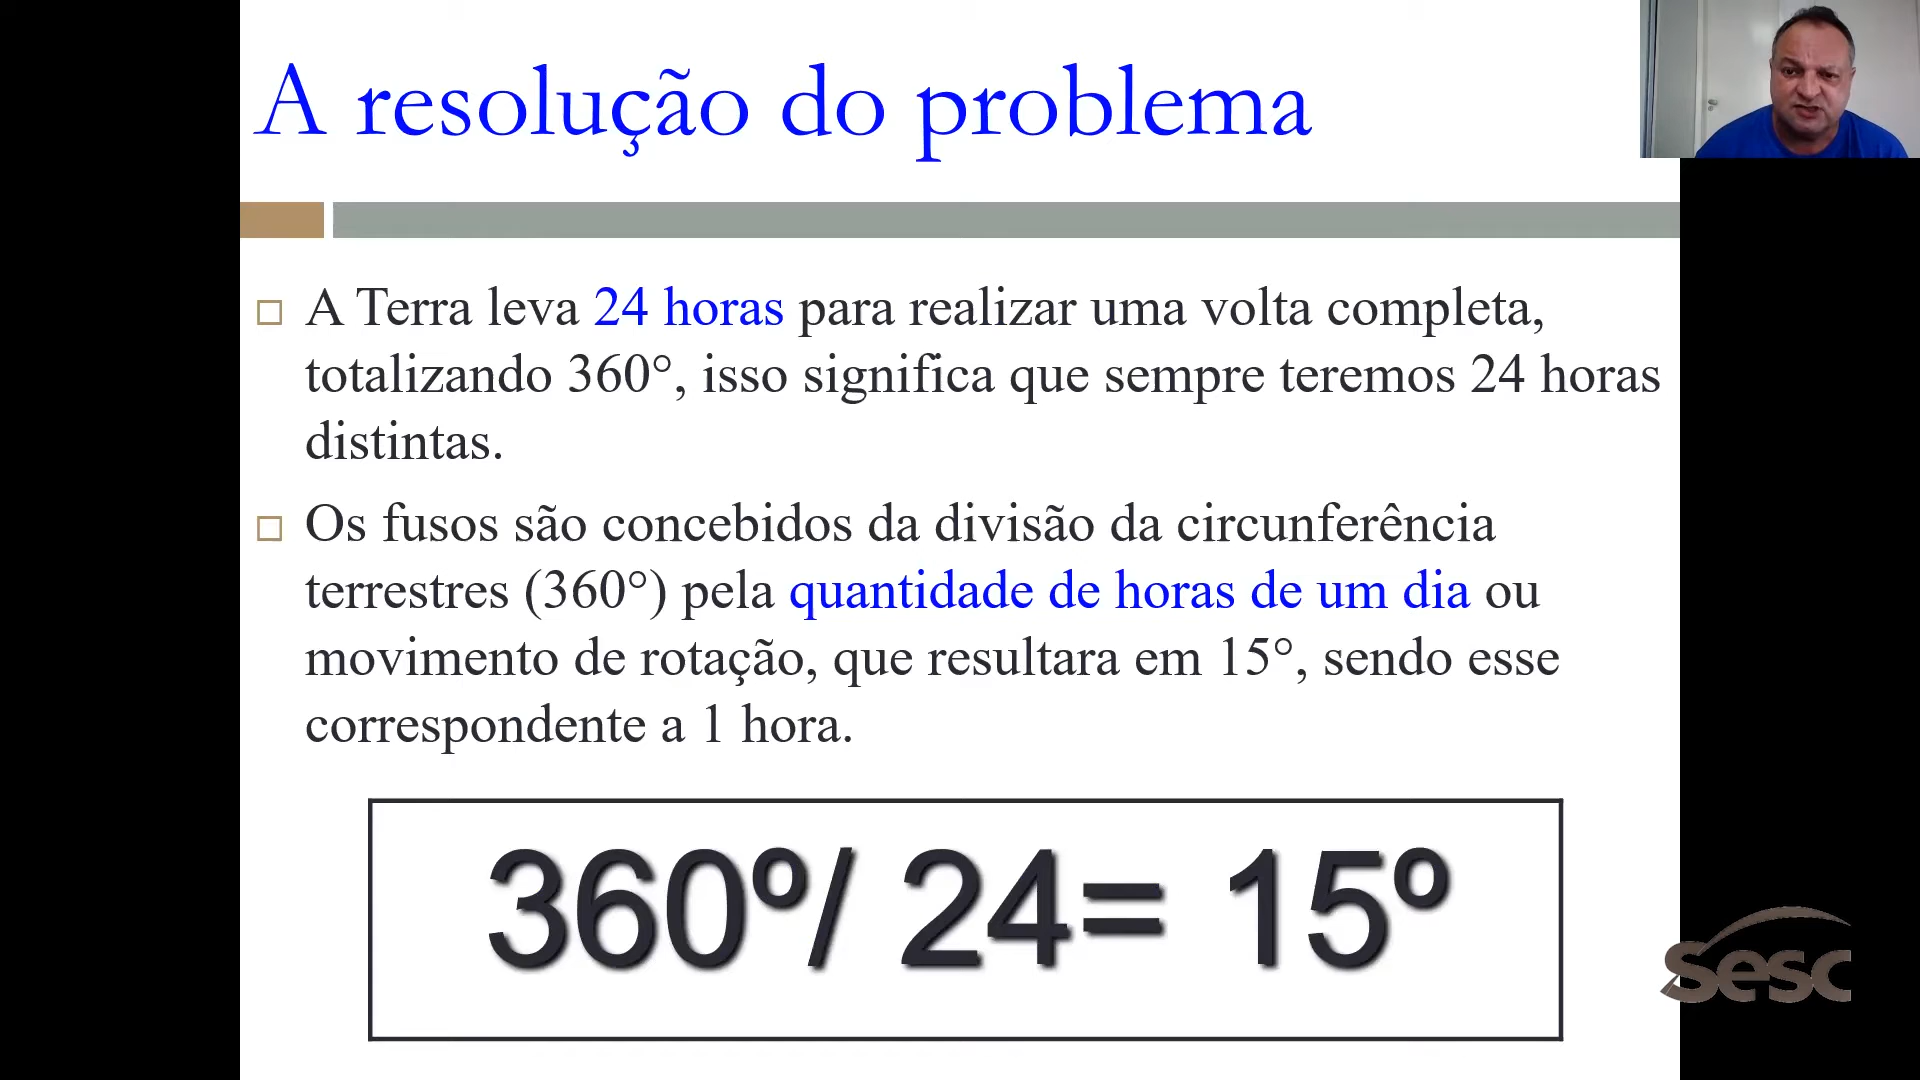 A resolução do problema
A Terra leva 24 horas para realizar uma volta completa,
totalizando 360°, isso significa que sempre teremos 24 horas
distintas.
Os fusos são concebidos da divisão da circunferência
terrestres (360°) pela quantidade de horas de um dia ou
movimento de rotação, que resultara em 15°, sendo esse
correspondente a 1 hora.
360º/ 24= 15º
Sesc